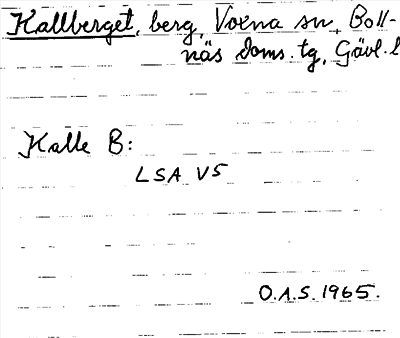 Kallberget, berg, Voxna sn, Boll-
näs doms. tg, Gävl. l
Kalle B:
LSA V5
O.A.S. 1965.